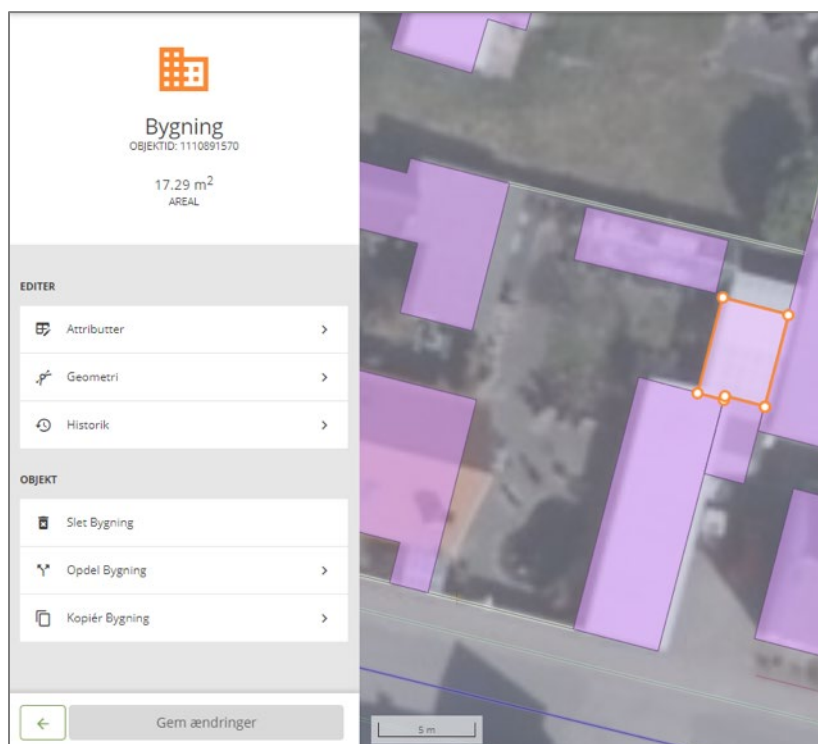 Bygning
OBJEKTID: 1110891570
17.29 m²
AREAL
EDITER
Attributter
Geometri
Historik
OBJEKT
Slet Bygning
Opdel Bygning
Kopiér Bygning
Gem ændringer
5 m